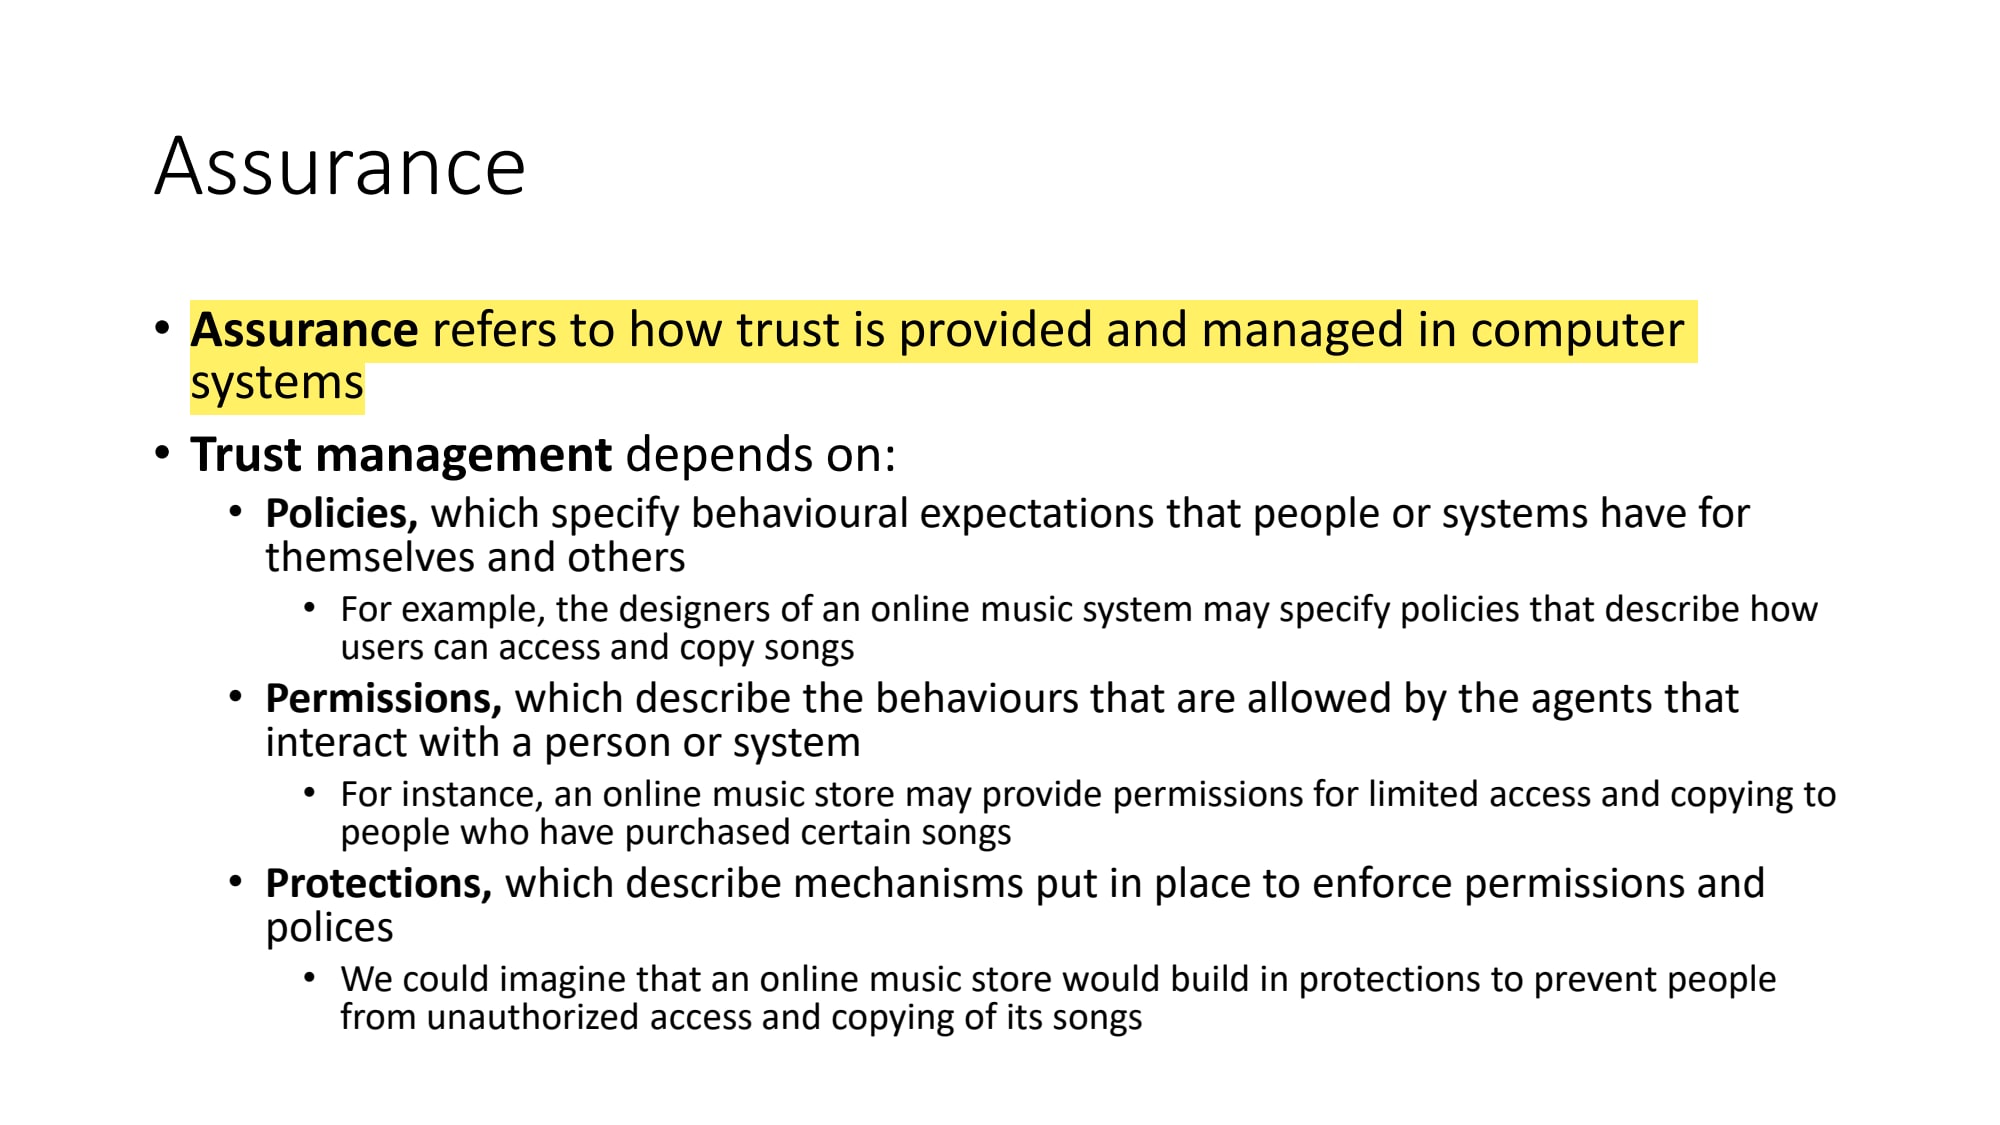 Assurance
• Assurance refers to how trust is provided and managed in computer
systems
• Trust management depends on:
• Policies, which specify behavioural expectations that people or systems have for
themselves and others
• For example, the designers of an online music system may specify policies that describe how
users can access and copy songs
• Permissions, which describe the behaviours that are allowed by the agents that
interact with a person or system
• For instance, an online music store may provide permissions for limited access and copying to
people who have purchased certain songs
• Protections, which describe mechanisms put in place to enforce permissions and
polices
• We could imagine that an online music store would build in protections to prevent people
from unauthorized access and copying of its songs